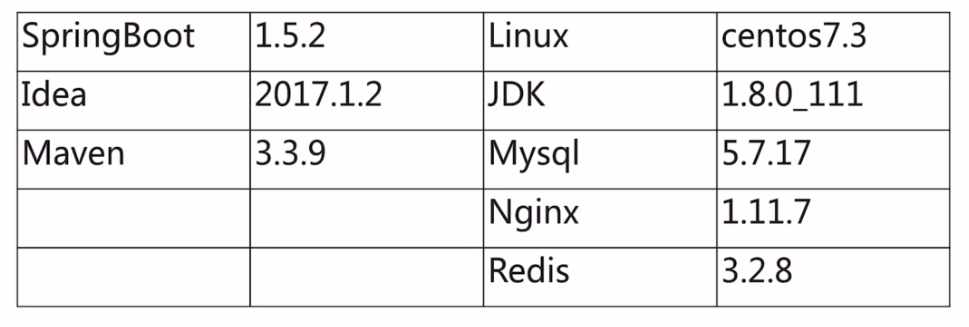 SpringBoot 1.5.2 Linux centos7.3
Idea 2017.1.2 JDK 1.8.0_111
Maven 3.3.9 Mysql 5.7.17
Nginx 1.11.7
Redis 3.2.8